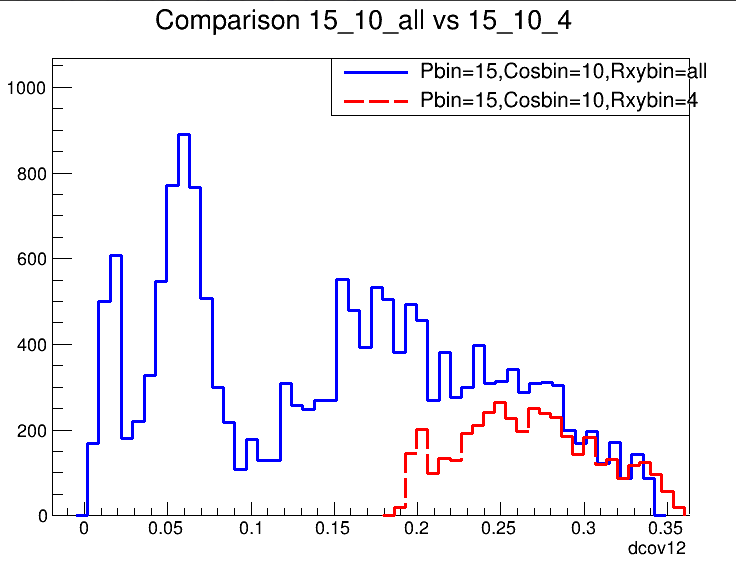 Comparison 15_10_all vs 15_10_4
Pbin=15,Cosbin=10,Rxybin=all
Pbin=15,Cosbin=10,Rxybin=4
1000
800
600
400
200
0
0 0.05 0.1 0.15 0.2 0.25 0.3 0.35
dcov12